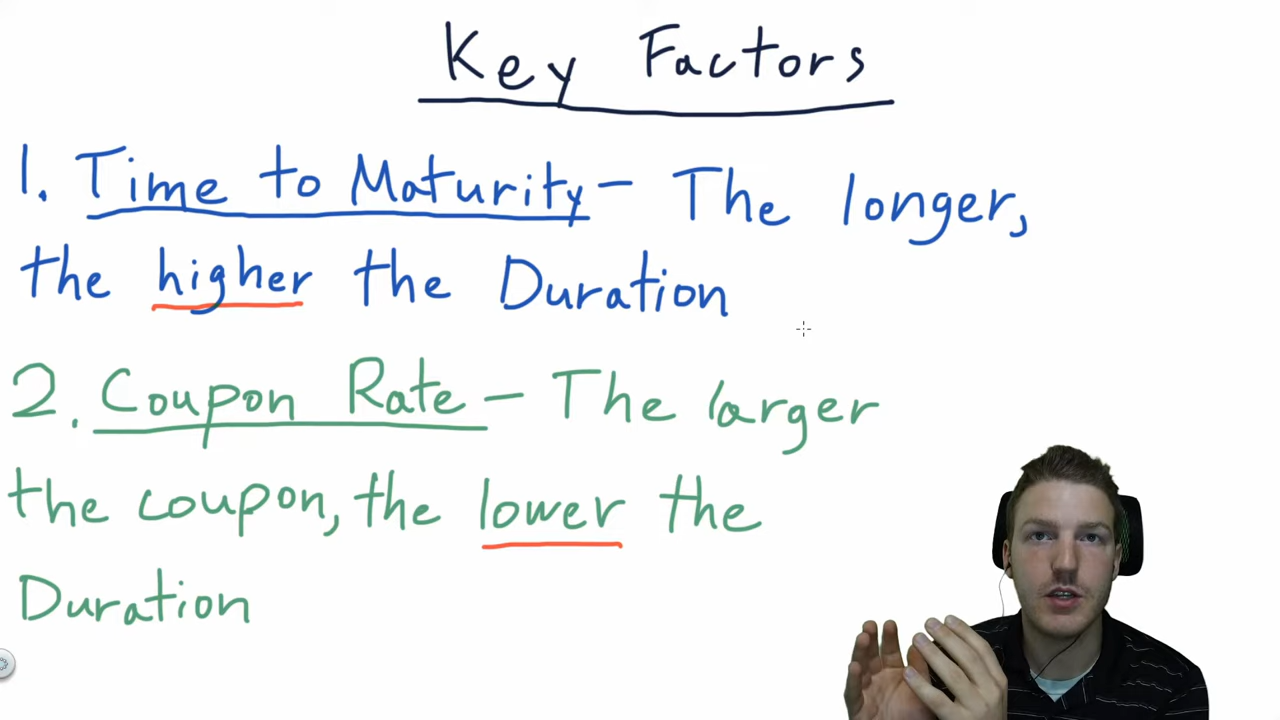 Key Factors
1. Time to Maturity - The longer,
the higher the Duration
2. Coupon Rate - The larger
the coupon, the lower the
Duration